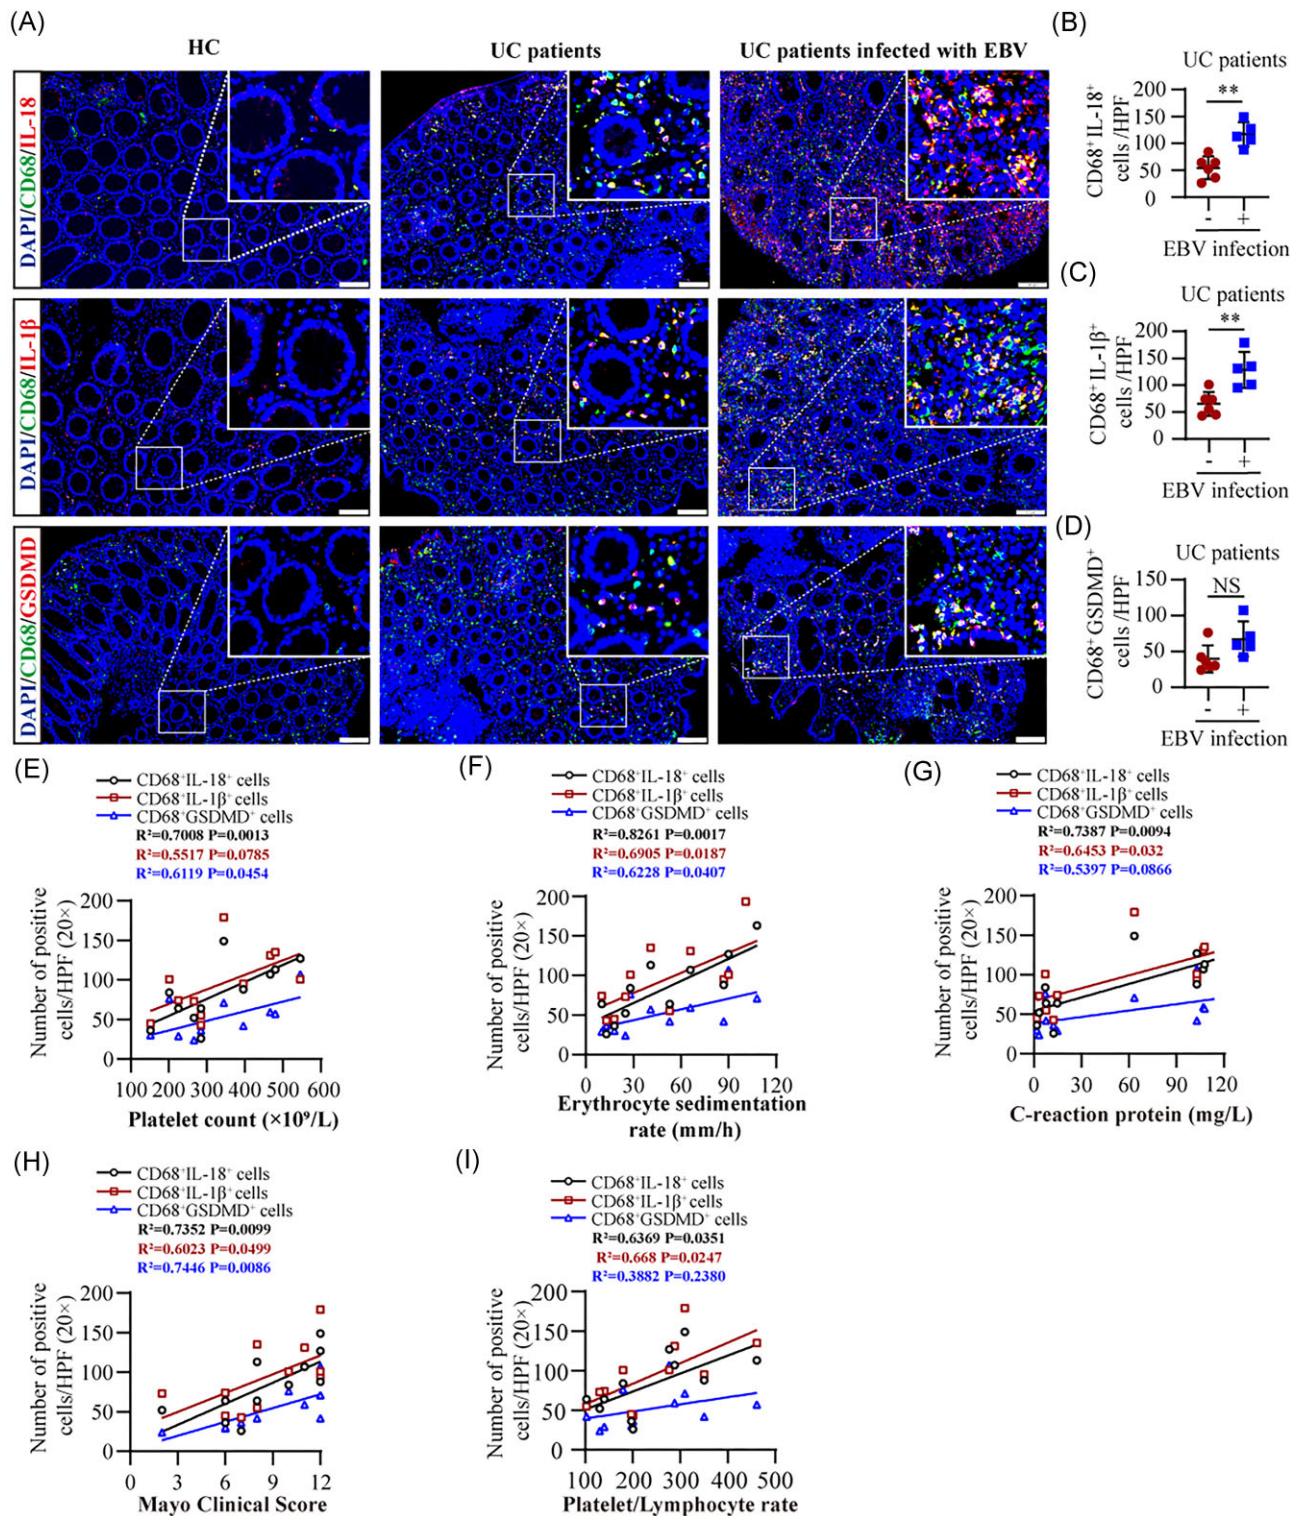 (A)
HC
UC patients
UC patients infected with EBV
DAPI/CD68/IL-18
DAPI/CD68/IL-1β
DAPI/CD68/GSDMD
(B)
UC patients
**
CD68⁺IL-18⁺
cells /HPF
200
150
100
50
0
- +
EBV infection
(C)
UC patients
**
CD68⁺IL-1β⁺
cells /HPF
200
150
100
50
0
- +
EBV infection
(D)
UC patients
NS
CD68⁺GSDMD⁺
cells /HPF
150
100
50
0
- +
EBV infection
(E)
CD68⁺IL-18⁺ cells
CD68⁺IL-1β⁺ cells
CD68⁺GSDMD⁺ cells
R²=0.7008 P=0.0013
R²=0.5517 P=0.0785
R²=0.6119 P=0.0454
Number of positive
cells/HPF (20×)
200
150
100
50
0
100 200 300 400 500 600
Platelet count (×10⁹/L)
(F)
CD68⁺IL-18⁺ cells
CD68⁺IL-1β⁺ cells
CD68⁺GSDMD⁺ cells
R²=0.8261 P=0.0017
R²=0.6905 P=0.0187
R²=0.6228 P=0.0407
Number of positive
cells/HPF (20×)
200
150
100
50
0
0 30 60 90 120
Erythrocyte sedimentation
rate (mm/h)
(G)
CD68⁺IL-18⁺ cells
CD68⁺IL-1β⁺ cells
CD68⁺GSDMD⁺ cells
R²=0.7387 P=0.0094
R²=0.6453 P=0.032
R²=0.5397 P=0.0866
Number of positive
cells/HPF (20×)
200
150
100
50
0
0 30 60 90 120
C-reaction protein (mg/L)
(H)
CD68⁺IL-18⁺ cells
CD68⁺IL-1β⁺ cells
CD68⁺GSDMD⁺ cells
R²=0.7352 P=0.0099
R²=0.6023 P=0.0499
R²=0.7446 P=0.0086
Number of positive
cells/HPF (20×)
200
150
100
50
0
0 3 6 9 12
Mayo Clinical Score
(I)
CD68⁺IL-18⁺ cells
CD68⁺IL-1β⁺ cells
CD68⁺GSDMD⁺ cells
R²=0.6369 P=0.0351
R²=0.668 P=0.0247
R²=0.3882 P=0.2380
Number of positive
cells/HPF (20×)
200
150
100
50
0
100 200 300 400 500
Platelet/Lymphocyte rate